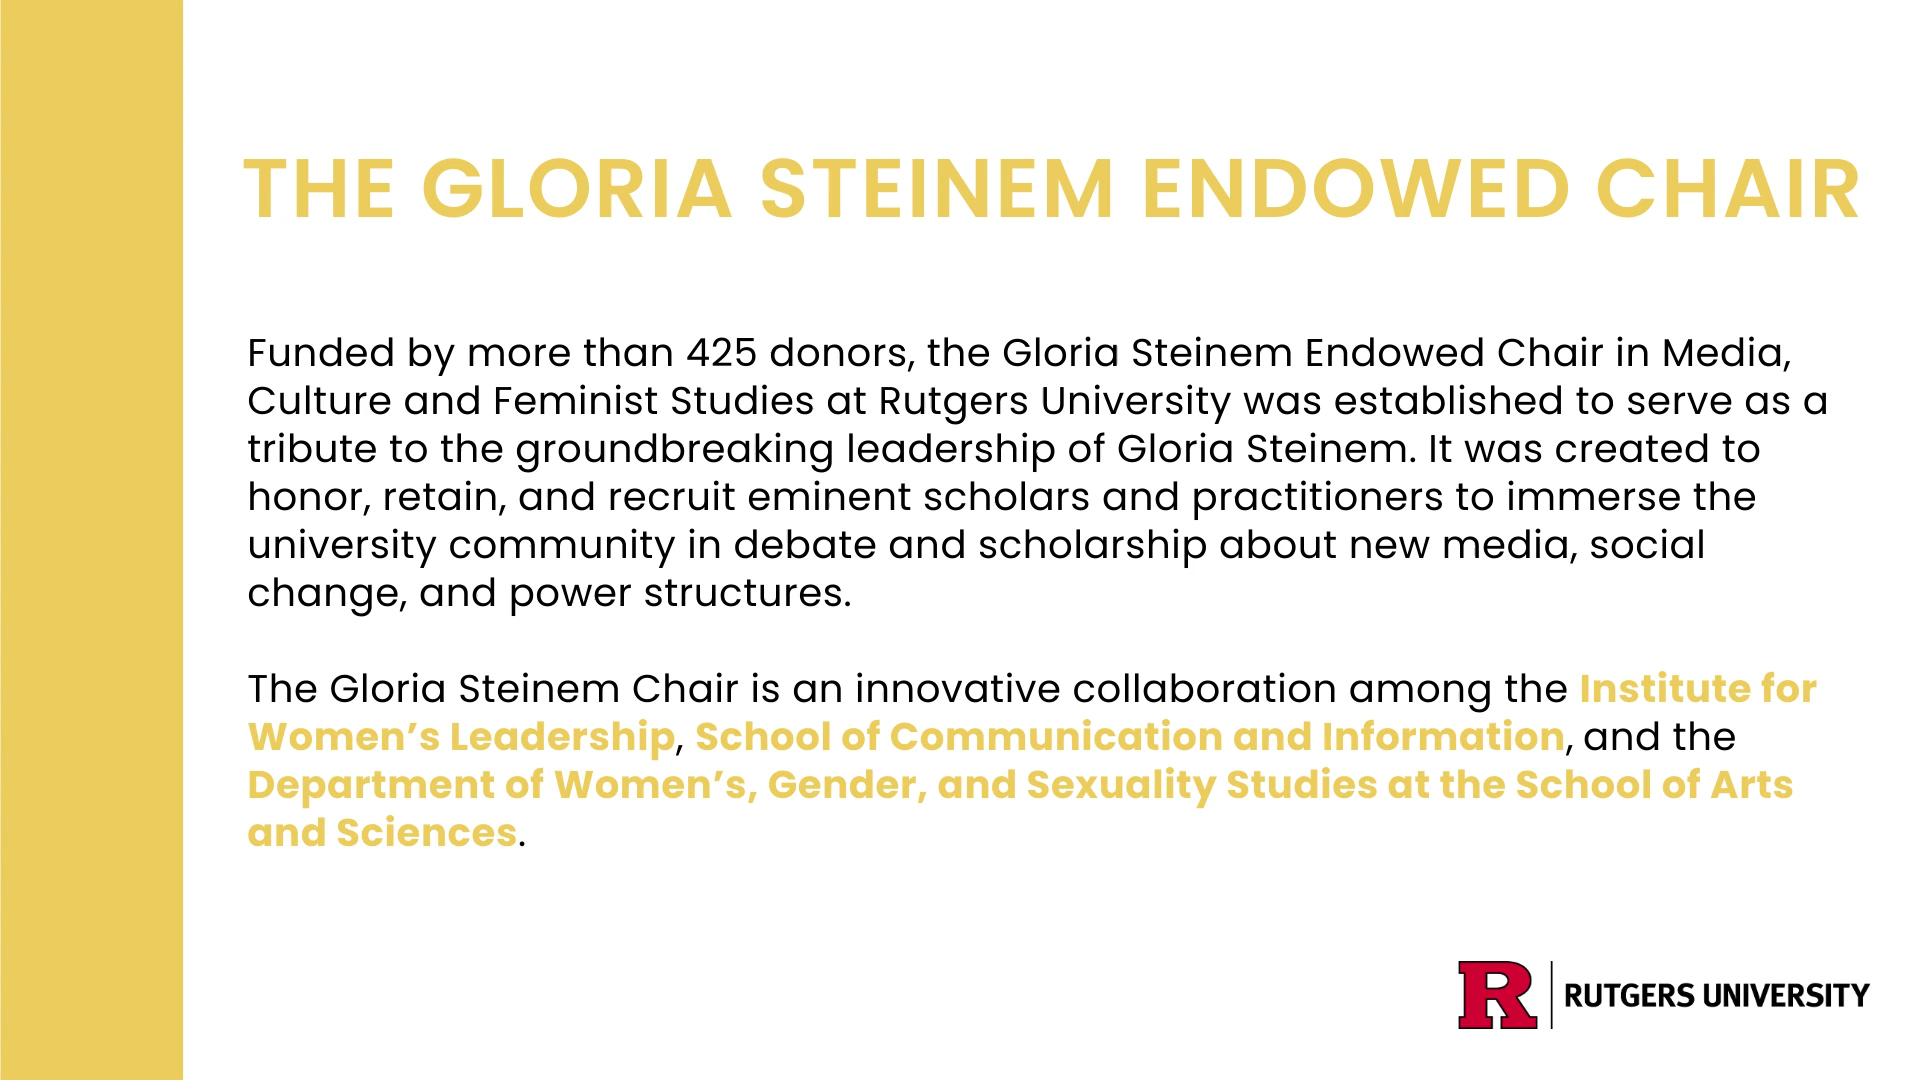 THE GLORIA STEINEM ENDOWED CHAIR
Funded by more than 425 donors, the Gloria Steinem Endowed Chair in Media,
Culture and Feminist Studies at Rutgers University was established to serve as a
tribute to the groundbreaking leadership of Gloria Steinem. It was created to
honor, retain, and recruit eminent scholars and practitioners to immerse the
university community in debate and scholarship about new media, social
change, and power structures.
The Gloria Steinem Chair is an innovative collaboration among the Institute for
Women’s Leadership, School of Communication and Information, and the
Department of Women’s, Gender, and Sexuality Studies at the School of Arts
and Sciences.
R RUTGERS UNIVERSITY